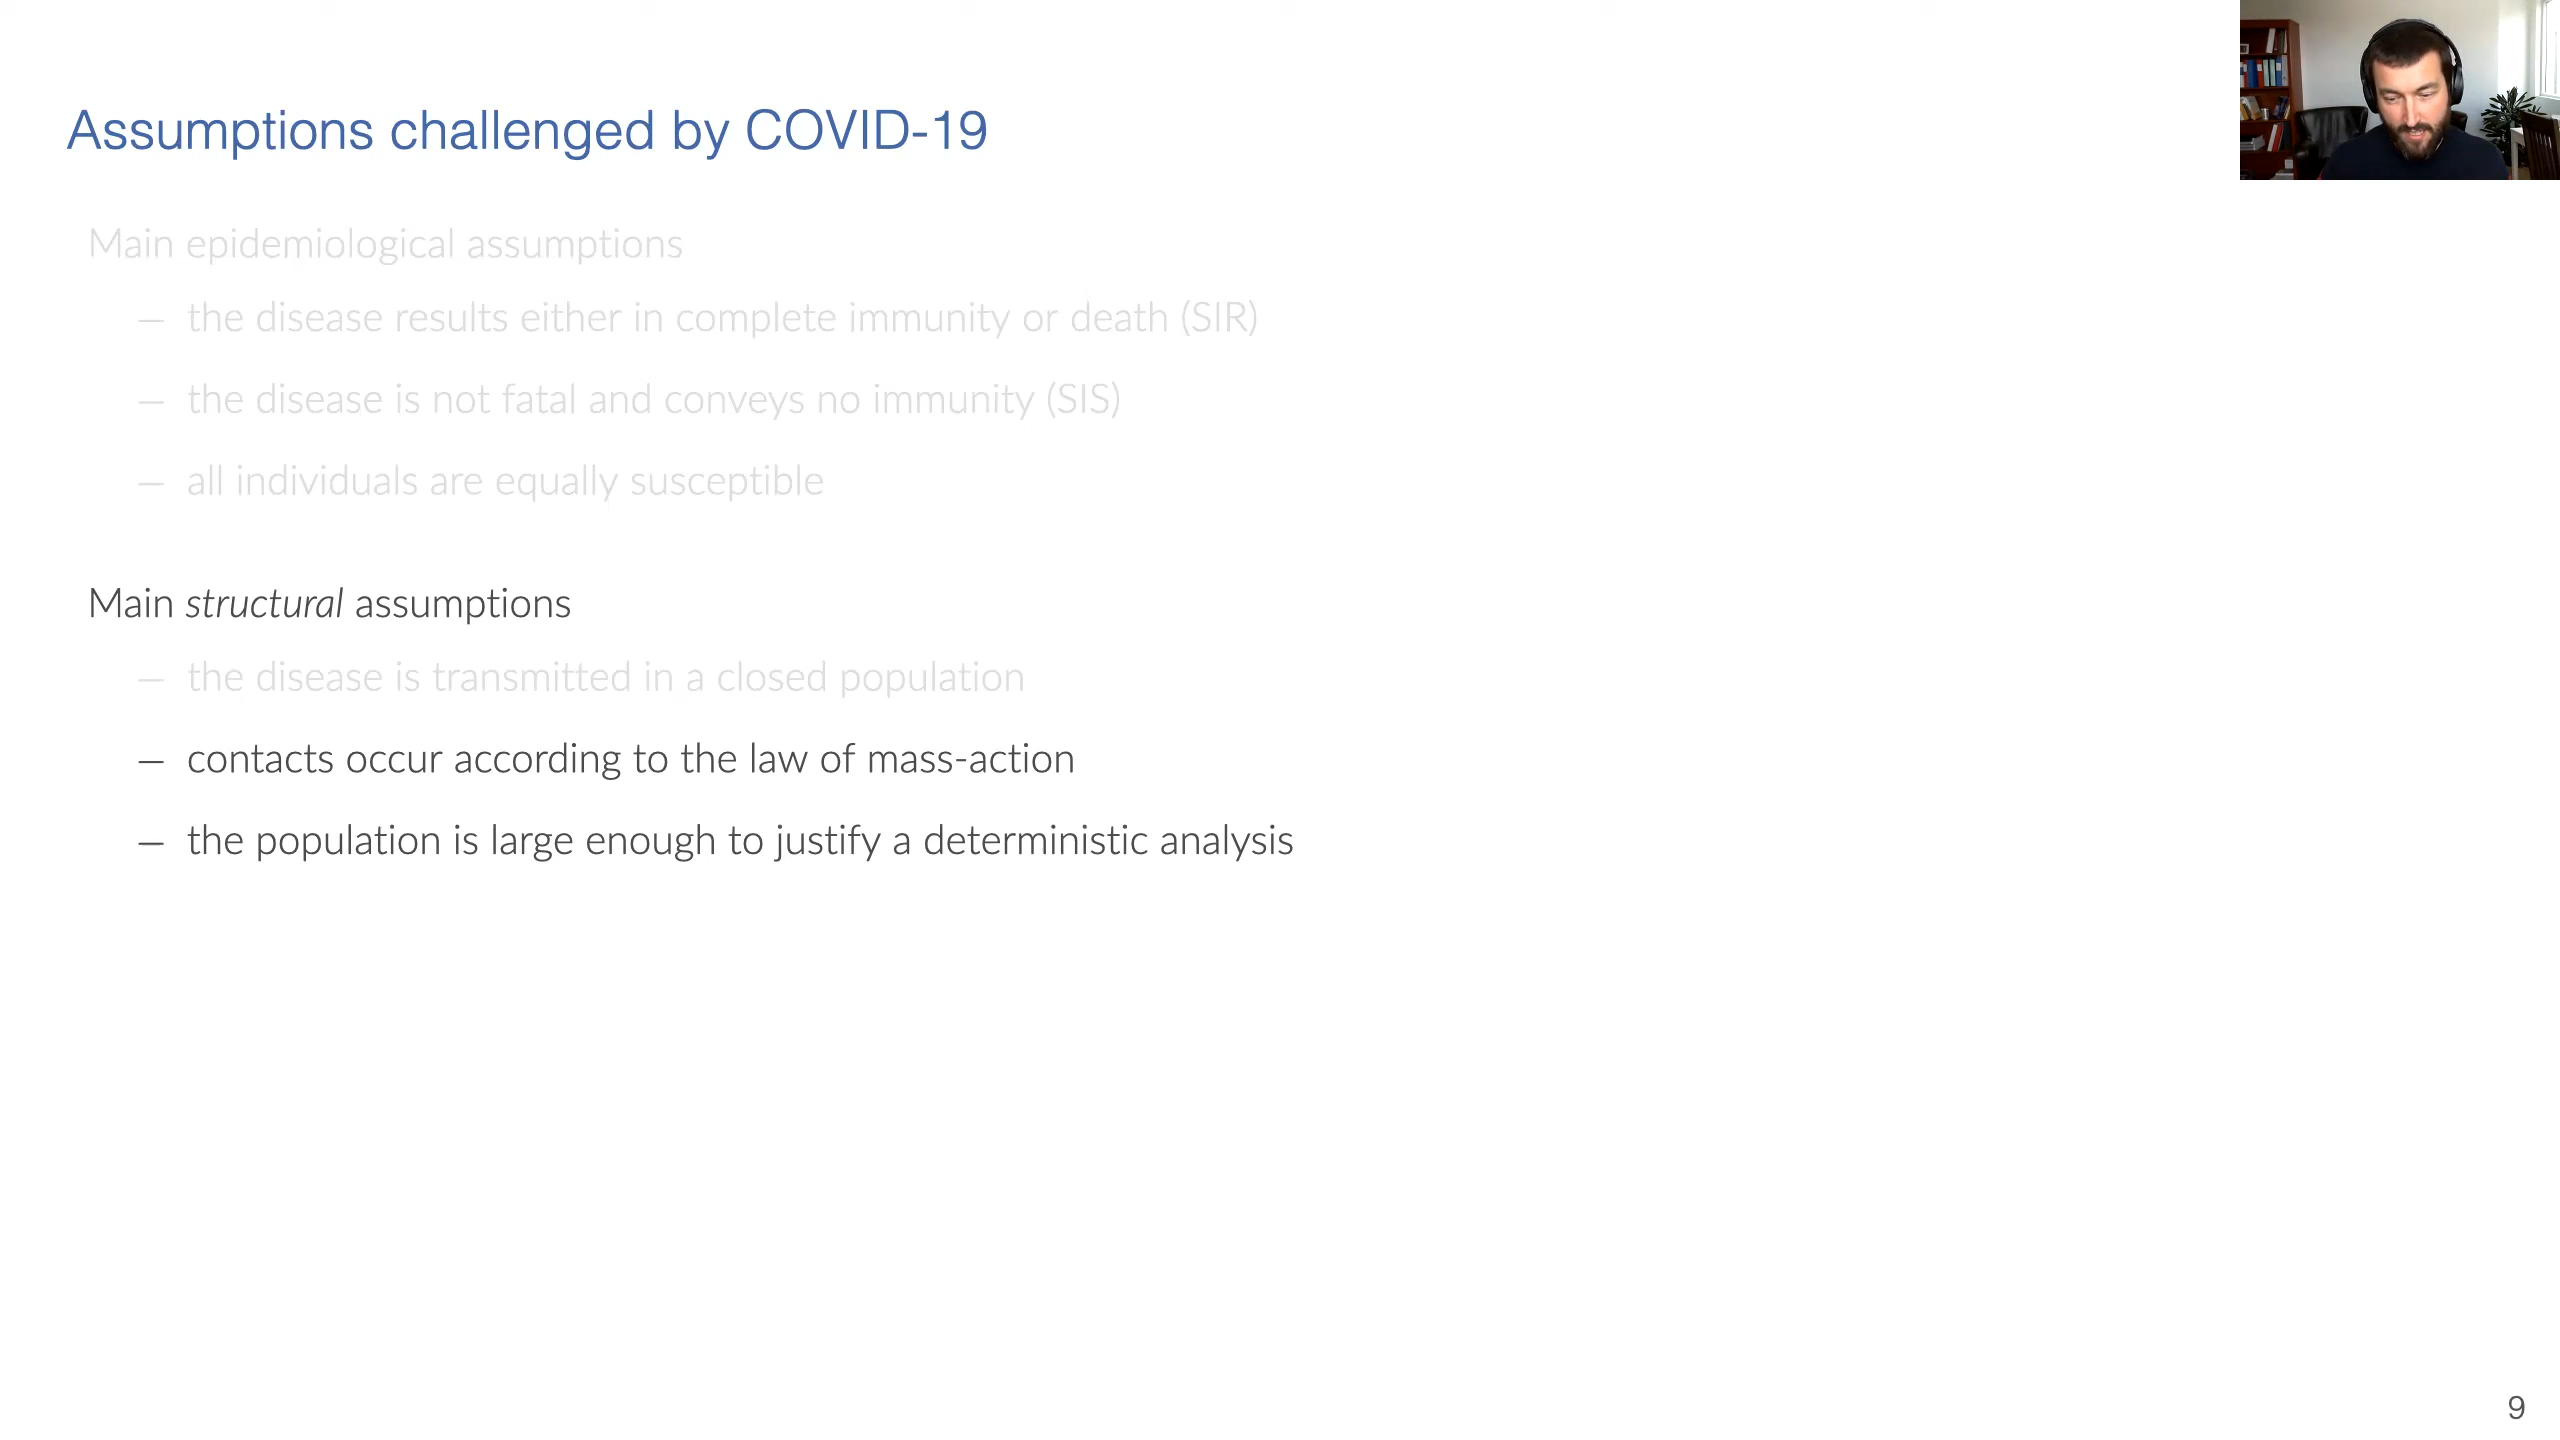 Assumptions challenged by COVID-19
Main epidemiological assumptions
– the disease results either in complete immunity or death (SIR)
– the disease is not fatal and conveys no immunity (SIS)
– all individuals are equally susceptible
Main structural assumptions
– the disease is transmitted in a closed population
– contacts occur according to the law of mass-action
– the population is large enough to justify a deterministic analysis
9